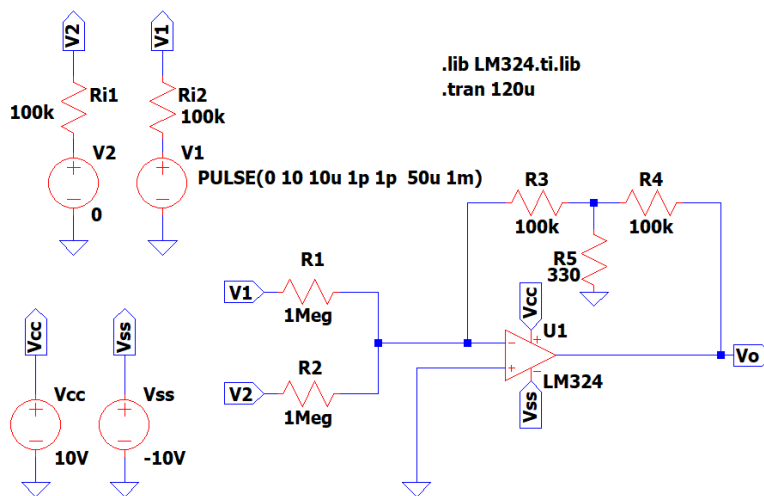 V2
V1
.lib LM324.ti.lib
.tran 120u
Ri1
100k
Ri2
100k
V2
+
−
0
V1
+
−
PULSE(0 10 10u 1p 1p  50u 1m)
R3
100k
R4
100k
R5
330
R1
V1
1Meg
R2
V2
1Meg
Vcc
U1
+
−
+
−
LM324
Vss
Vo
Vcc
Vss
Vcc
+
−
10V
Vss
+
−
-10V